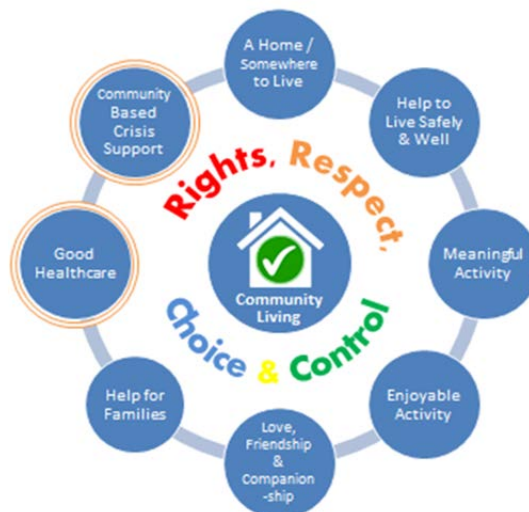 A Home /
Somewhere
to Live
Help to
Live Safely
& Well
Meaningful
Activity
Enjoyable
Activity
Love,
Friendship
&
Companion
-ship
Help for
Families
Good
Healthcare
Community
Based
Crisis
Support
Rights, Respect,
Choice & Control
Community
Living